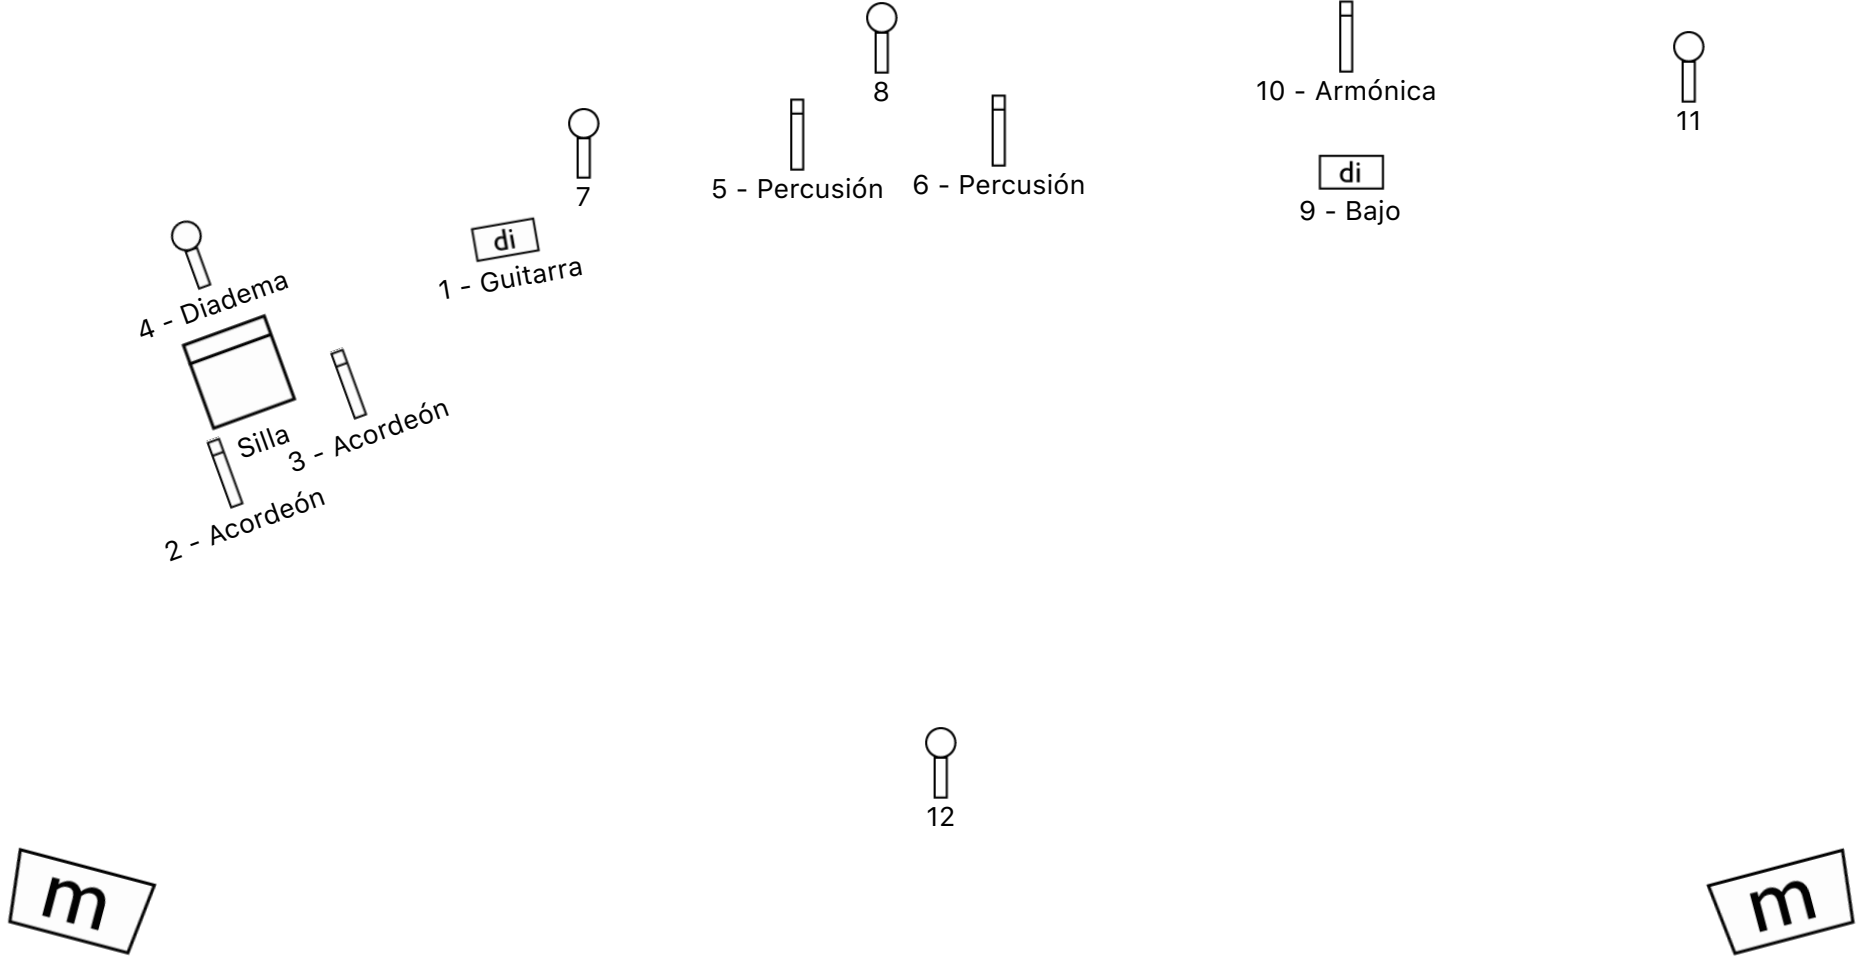 8
10 - Armónica
11
5 - Percusión
6 - Percusión
7
di
9 - Bajo
di
1 - Guitarra
4 - Diadema
Silla
3 - Acordeón
2 - Acordeón
12
m
m